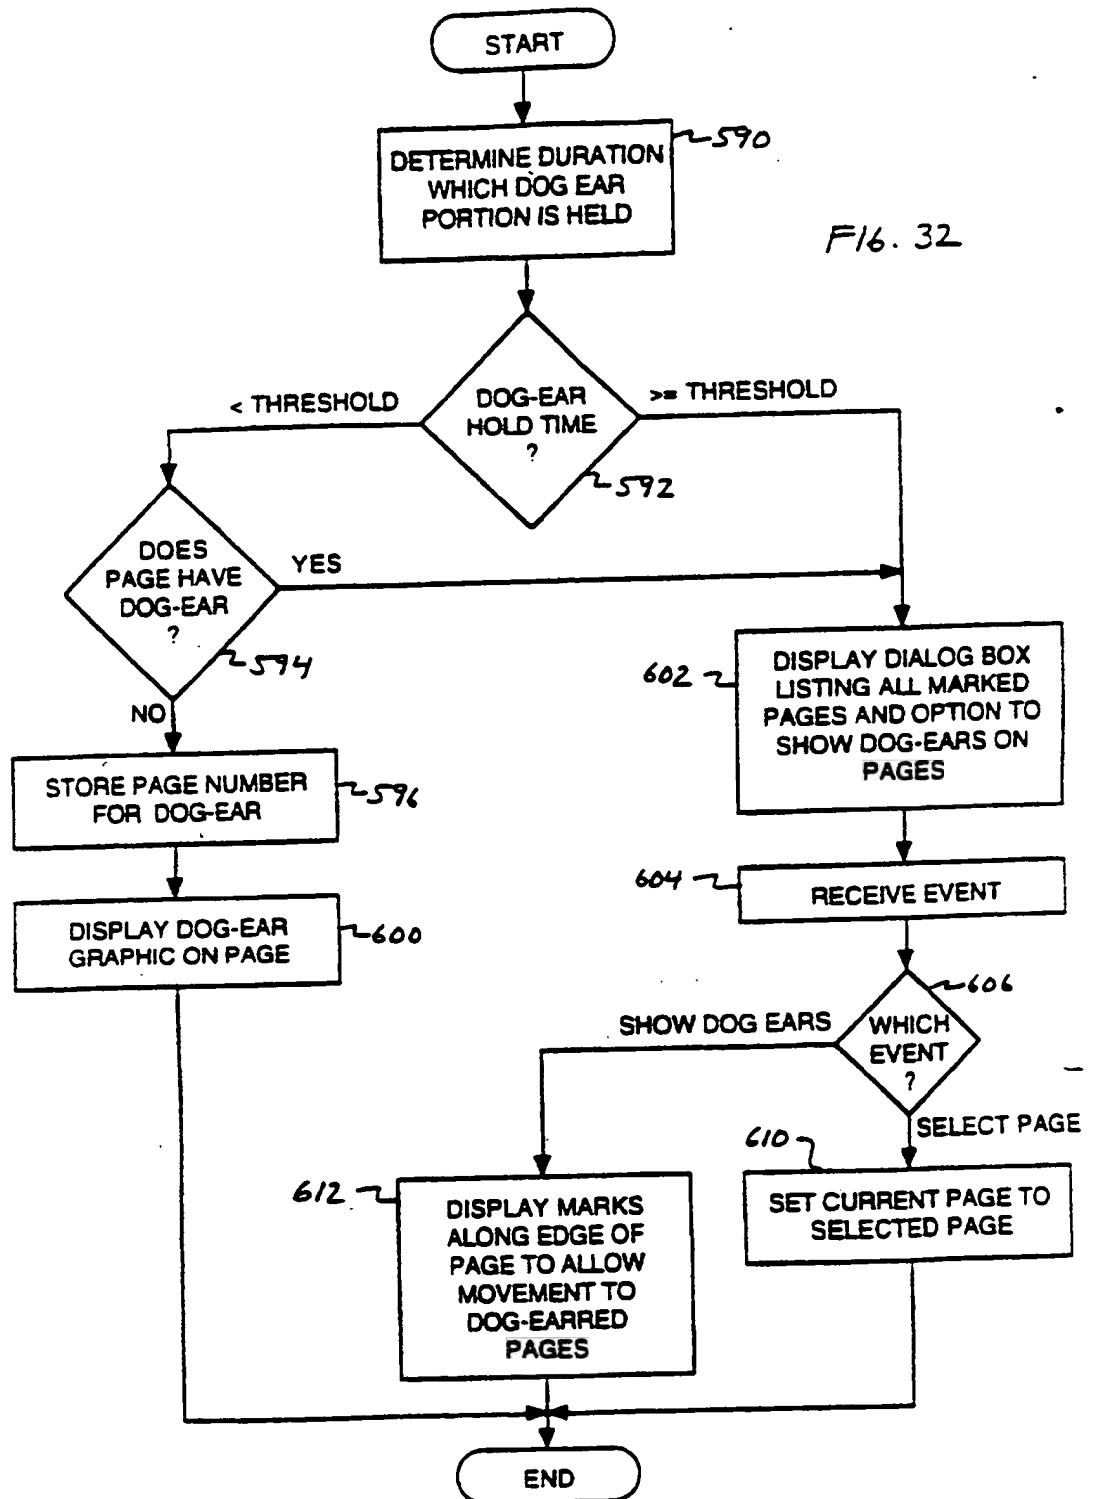 START
DETERMINE DURATION
WHICH DOG EAR
PORTION IS HELD
590
FIG. 32
DOG-EAR
HOLD TIME
?
592
< THRESHOLD
>= THRESHOLD
DOES
PAGE HAVE
DOG-EAR
?
594
YES
NO
602
DISPLAY DIALOG BOX
LISTING ALL MARKED
PAGES AND OPTION TO
SHOW DOG-EARS ON
PAGES
STORE PAGE NUMBER
FOR DOG-EAR
596
604
RECEIVE EVENT
DISPLAY DOG-EAR
GRAPHIC ON PAGE
600
606
SHOW DOG EARS
WHICH
EVENT
?
SELECT PAGE
610
SET CURRENT PAGE TO
SELECTED PAGE
612
DISPLAY MARKS
ALONG EDGE OF
PAGE TO ALLOW
MOVEMENT TO
DOG-EARRED
PAGES
END